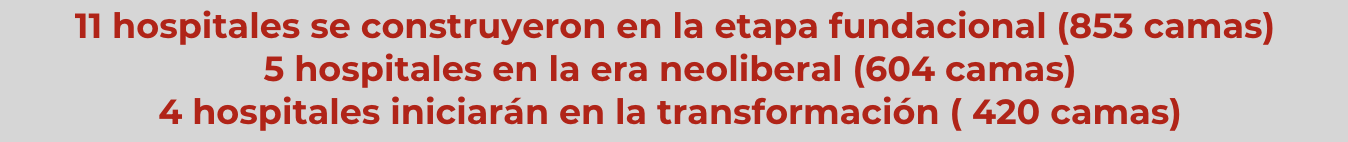 11 hospitales se construyeron en la etapa fundacional (853 camas)
5 hospitales en la era neoliberal (604 camas)
4 hospitales iniciarán en la transformación ( 420 camas)